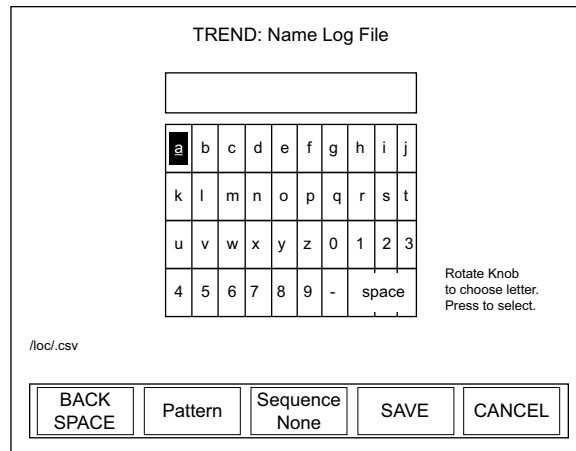 TREND: Name Log File
a b c d e f g h i j
k l m n o p q r s t
u v w x y z 0 1 2 3
4 5 6 7 8 9 - space
Rotate Knob
to choose letter.
Press to select.
/loc/.csv
BACK SPACE
Pattern
Sequence None
SAVE
CANCEL